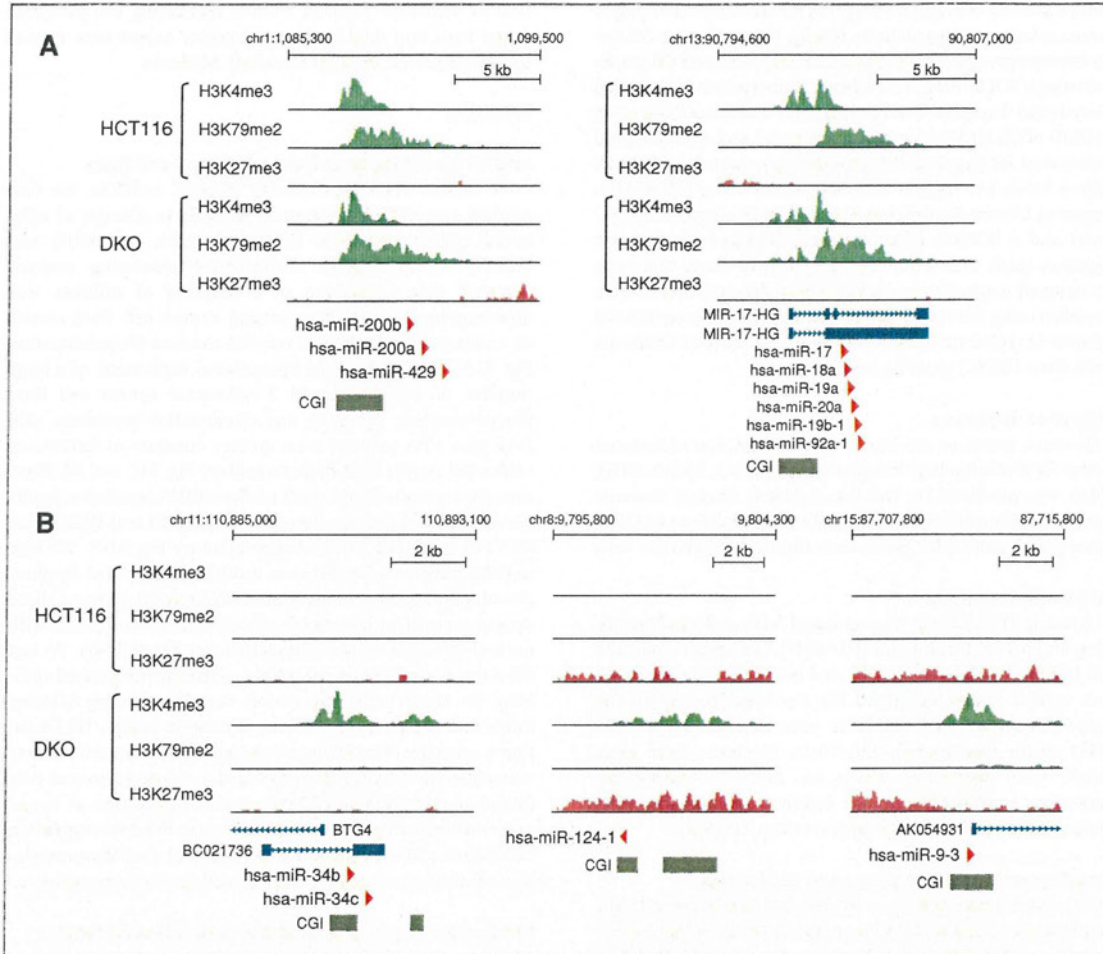 A
chr1:1,085,300 1,099,500
5 kb
HCT116
H3K4me3
H3K79me2
H3K27me3
DKO
H3K4me3
H3K79me2
H3K27me3
hsa-miR-200b
hsa-miR-200a
hsa-miR-429
CGI
chr13:90,794,600 90,807,000
5 kb
H3K4me3
HCT116
H3K79me2
H3K27me3
H3K4me3
DKO
H3K79me2
H3K27me3
MIR-17-HG
MIR-17-HG
hsa-miR-17
hsa-miR-18a
hsa-miR-19a
hsa-miR-20a
hsa-miR-19b-1
hsa-miR-92a-1
CGI
B
chr11:110,885,000 110,893,100 chr8:9,795,800 9,804,300 chr15:87,707,800 87,715,800
2 kb 2 kb 2 kb
H3K4me3
HCT116
H3K79me2
H3K27me3
H3K4me3
DKO
H3K79me2
H3K27me3
BTG4
BC021736
hsa-miR-34b
hsa-miR-34c
CGI
hsa-miR-124-1
CGI
AK054931
hsa-miR-9-3
CGI